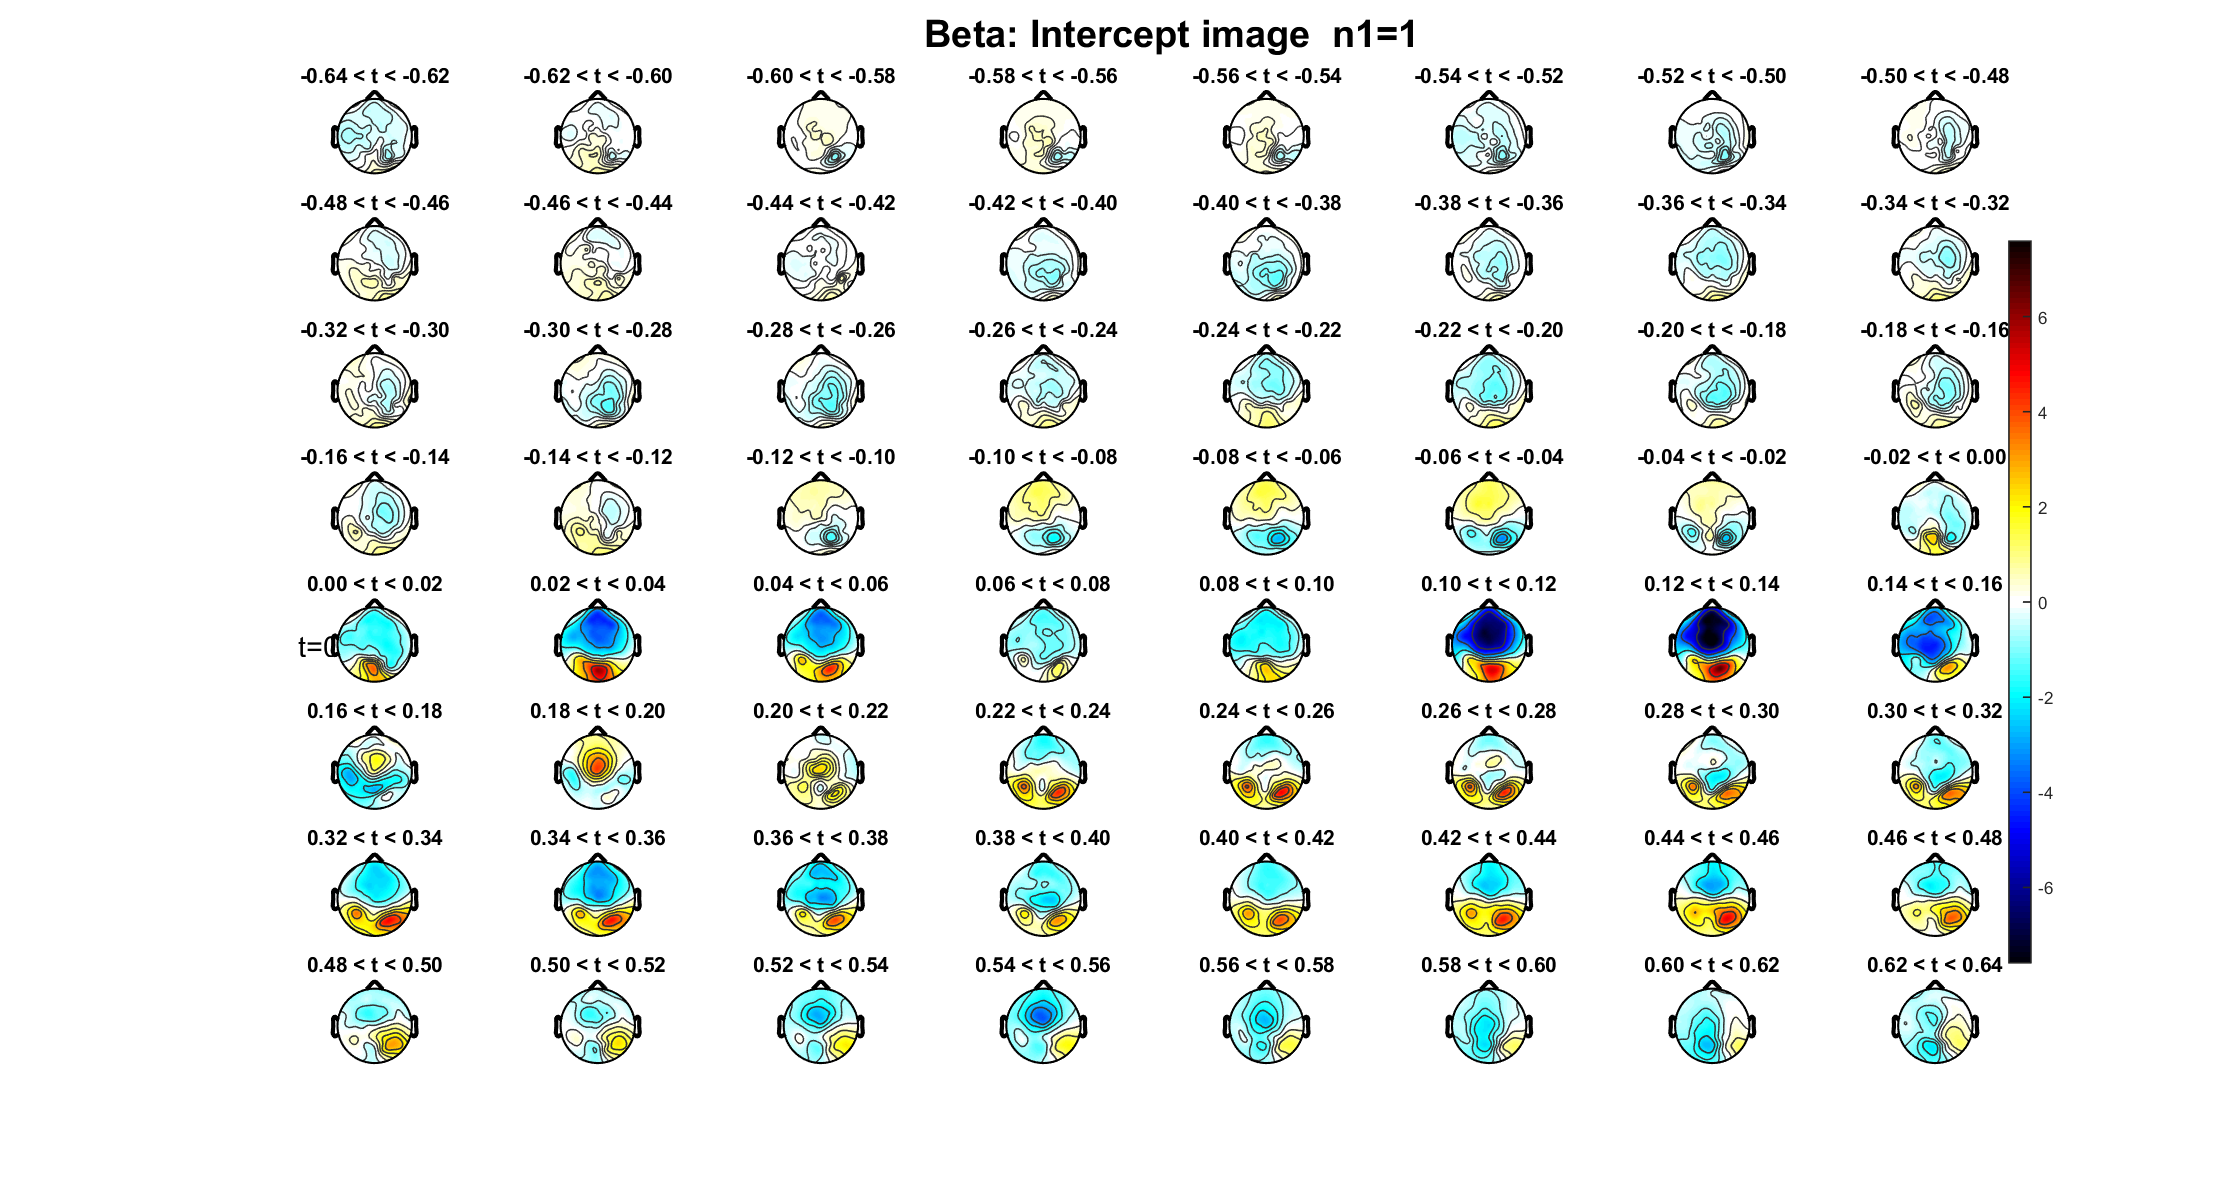 Beta: Intercept image  n1=1
-0.64 < t < -0.62 -0.62 < t < -0.60 -0.60 < t < -0.58 -0.58 < t < -0.56 -0.56 < t < -0.54 -0.54 < t < -0.52 -0.52 < t < -0.50 -0.50 < t < -0.48
-0.48 < t < -0.46 -0.46 < t < -0.44 -0.44 < t < -0.42 -0.42 < t < -0.40 -0.40 < t < -0.38 -0.38 < t < -0.36 -0.36 < t < -0.34 -0.34 < t < -0.32
-0.32 < t < -0.30 -0.30 < t < -0.28 -0.28 < t < -0.26 -0.26 < t < -0.24 -0.24 < t < -0.22 -0.22 < t < -0.20 -0.20 < t < -0.18 -0.18 < t < -0.16
-0.16 < t < -0.14 -0.14 < t < -0.12 -0.12 < t < -0.10 -0.10 < t < -0.08 -0.08 < t < -0.06 -0.06 < t < -0.04 -0.04 < t < -0.02 -0.02 < t < 0.00
0.00 < t < 0.02 0.02 < t < 0.04 0.04 < t < 0.06 0.06 < t < 0.08 0.08 < t < 0.10 0.10 < t < 0.12 0.12 < t < 0.14 0.14 < t < 0.16
t=0
0.16 < t < 0.18 0.18 < t < 0.20 0.20 < t < 0.22 0.22 < t < 0.24 0.24 < t < 0.26 0.26 < t < 0.28 0.28 < t < 0.30 0.30 < t < 0.32
0.32 < t < 0.34 0.34 < t < 0.36 0.36 < t < 0.38 0.38 < t < 0.40 0.40 < t < 0.42 0.42 < t < 0.44 0.44 < t < 0.46 0.46 < t < 0.48
0.48 < t < 0.50 0.50 < t < 0.52 0.52 < t < 0.54 0.54 < t < 0.56 0.56 < t < 0.58 0.58 < t < 0.60 0.60 < t < 0.62 0.62 < t < 0.64
6
4
2
0
-2
-4
-6